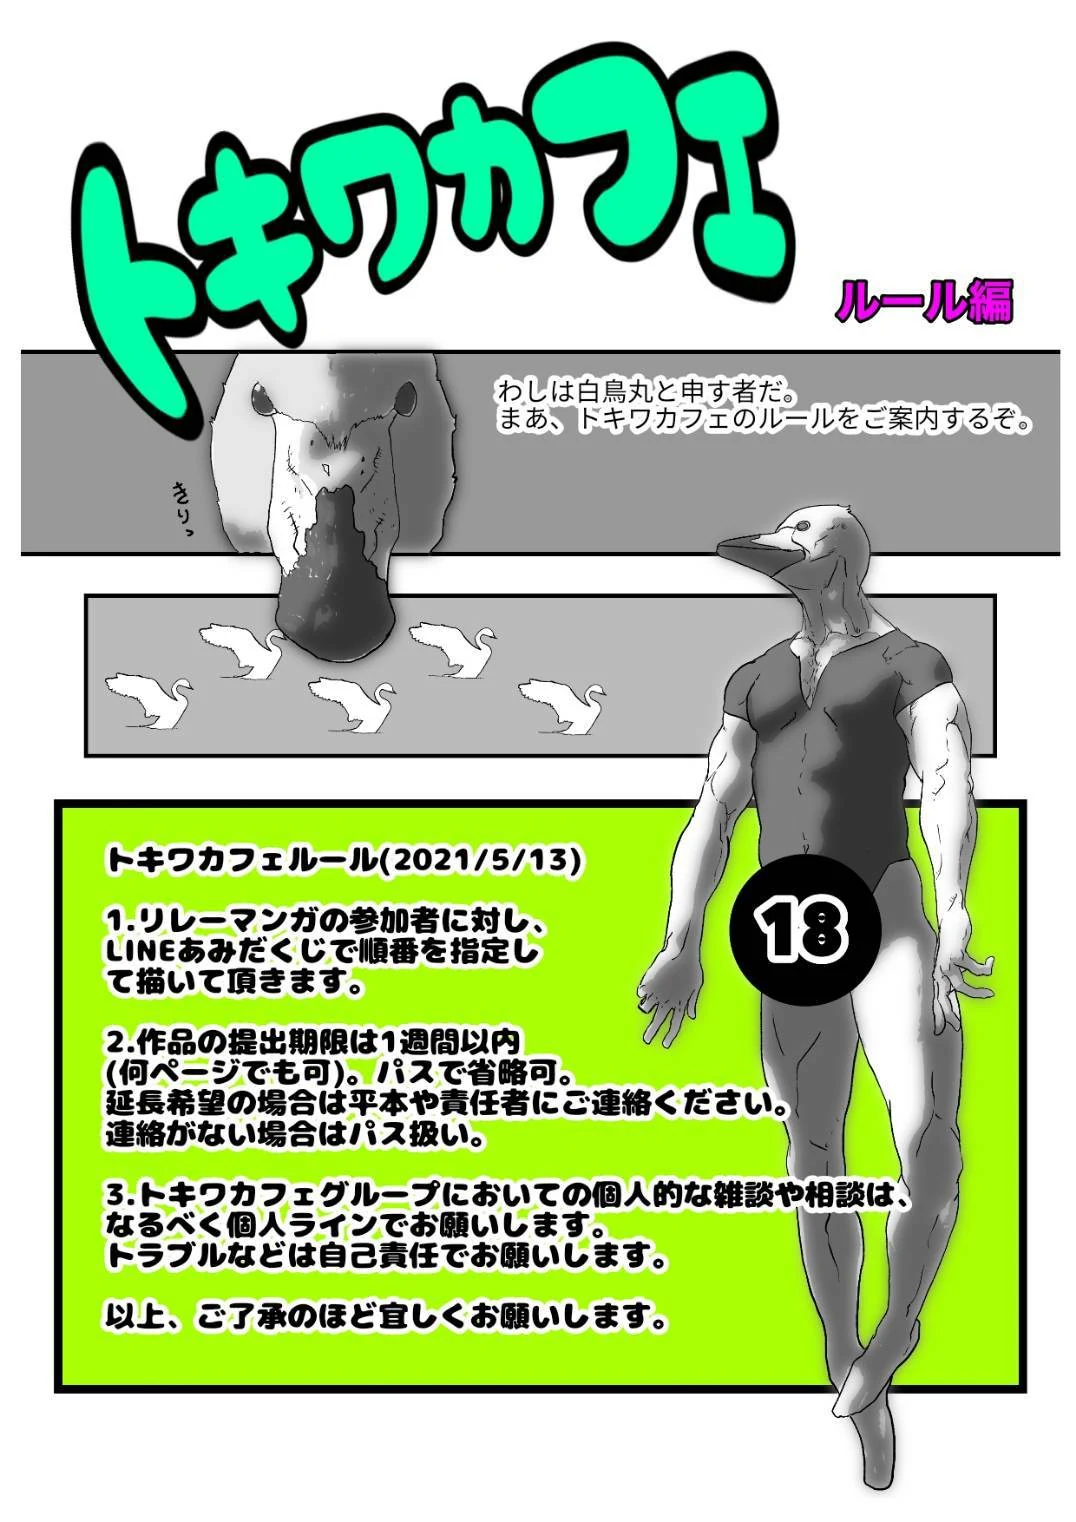 トキワカフェ
ルール編
わしは白鳥丸と申す者だ。
まあ、トキワカフェのルールをご案内するぞ。
きりっ
トキワカフェルール(2021/5/13)
1.リレーマンガの参加者に対し、
LINEあみだくじで順番を指定し
て描いて頂きます。
2.作品の提出期限は1週間以内
(何ページでも可)。パスで省略可。
延長希望の場合は平本や責任者にご連絡ください。
連絡がない場合はパス扱い。
3.トキワカフェグループにおいての個人的な雑談や相談は、
なるべく個人ラインでお願いします。
トラブルなどは自己責任でお願いします。
以上、ご了承のほど宜しくお願いします。
18